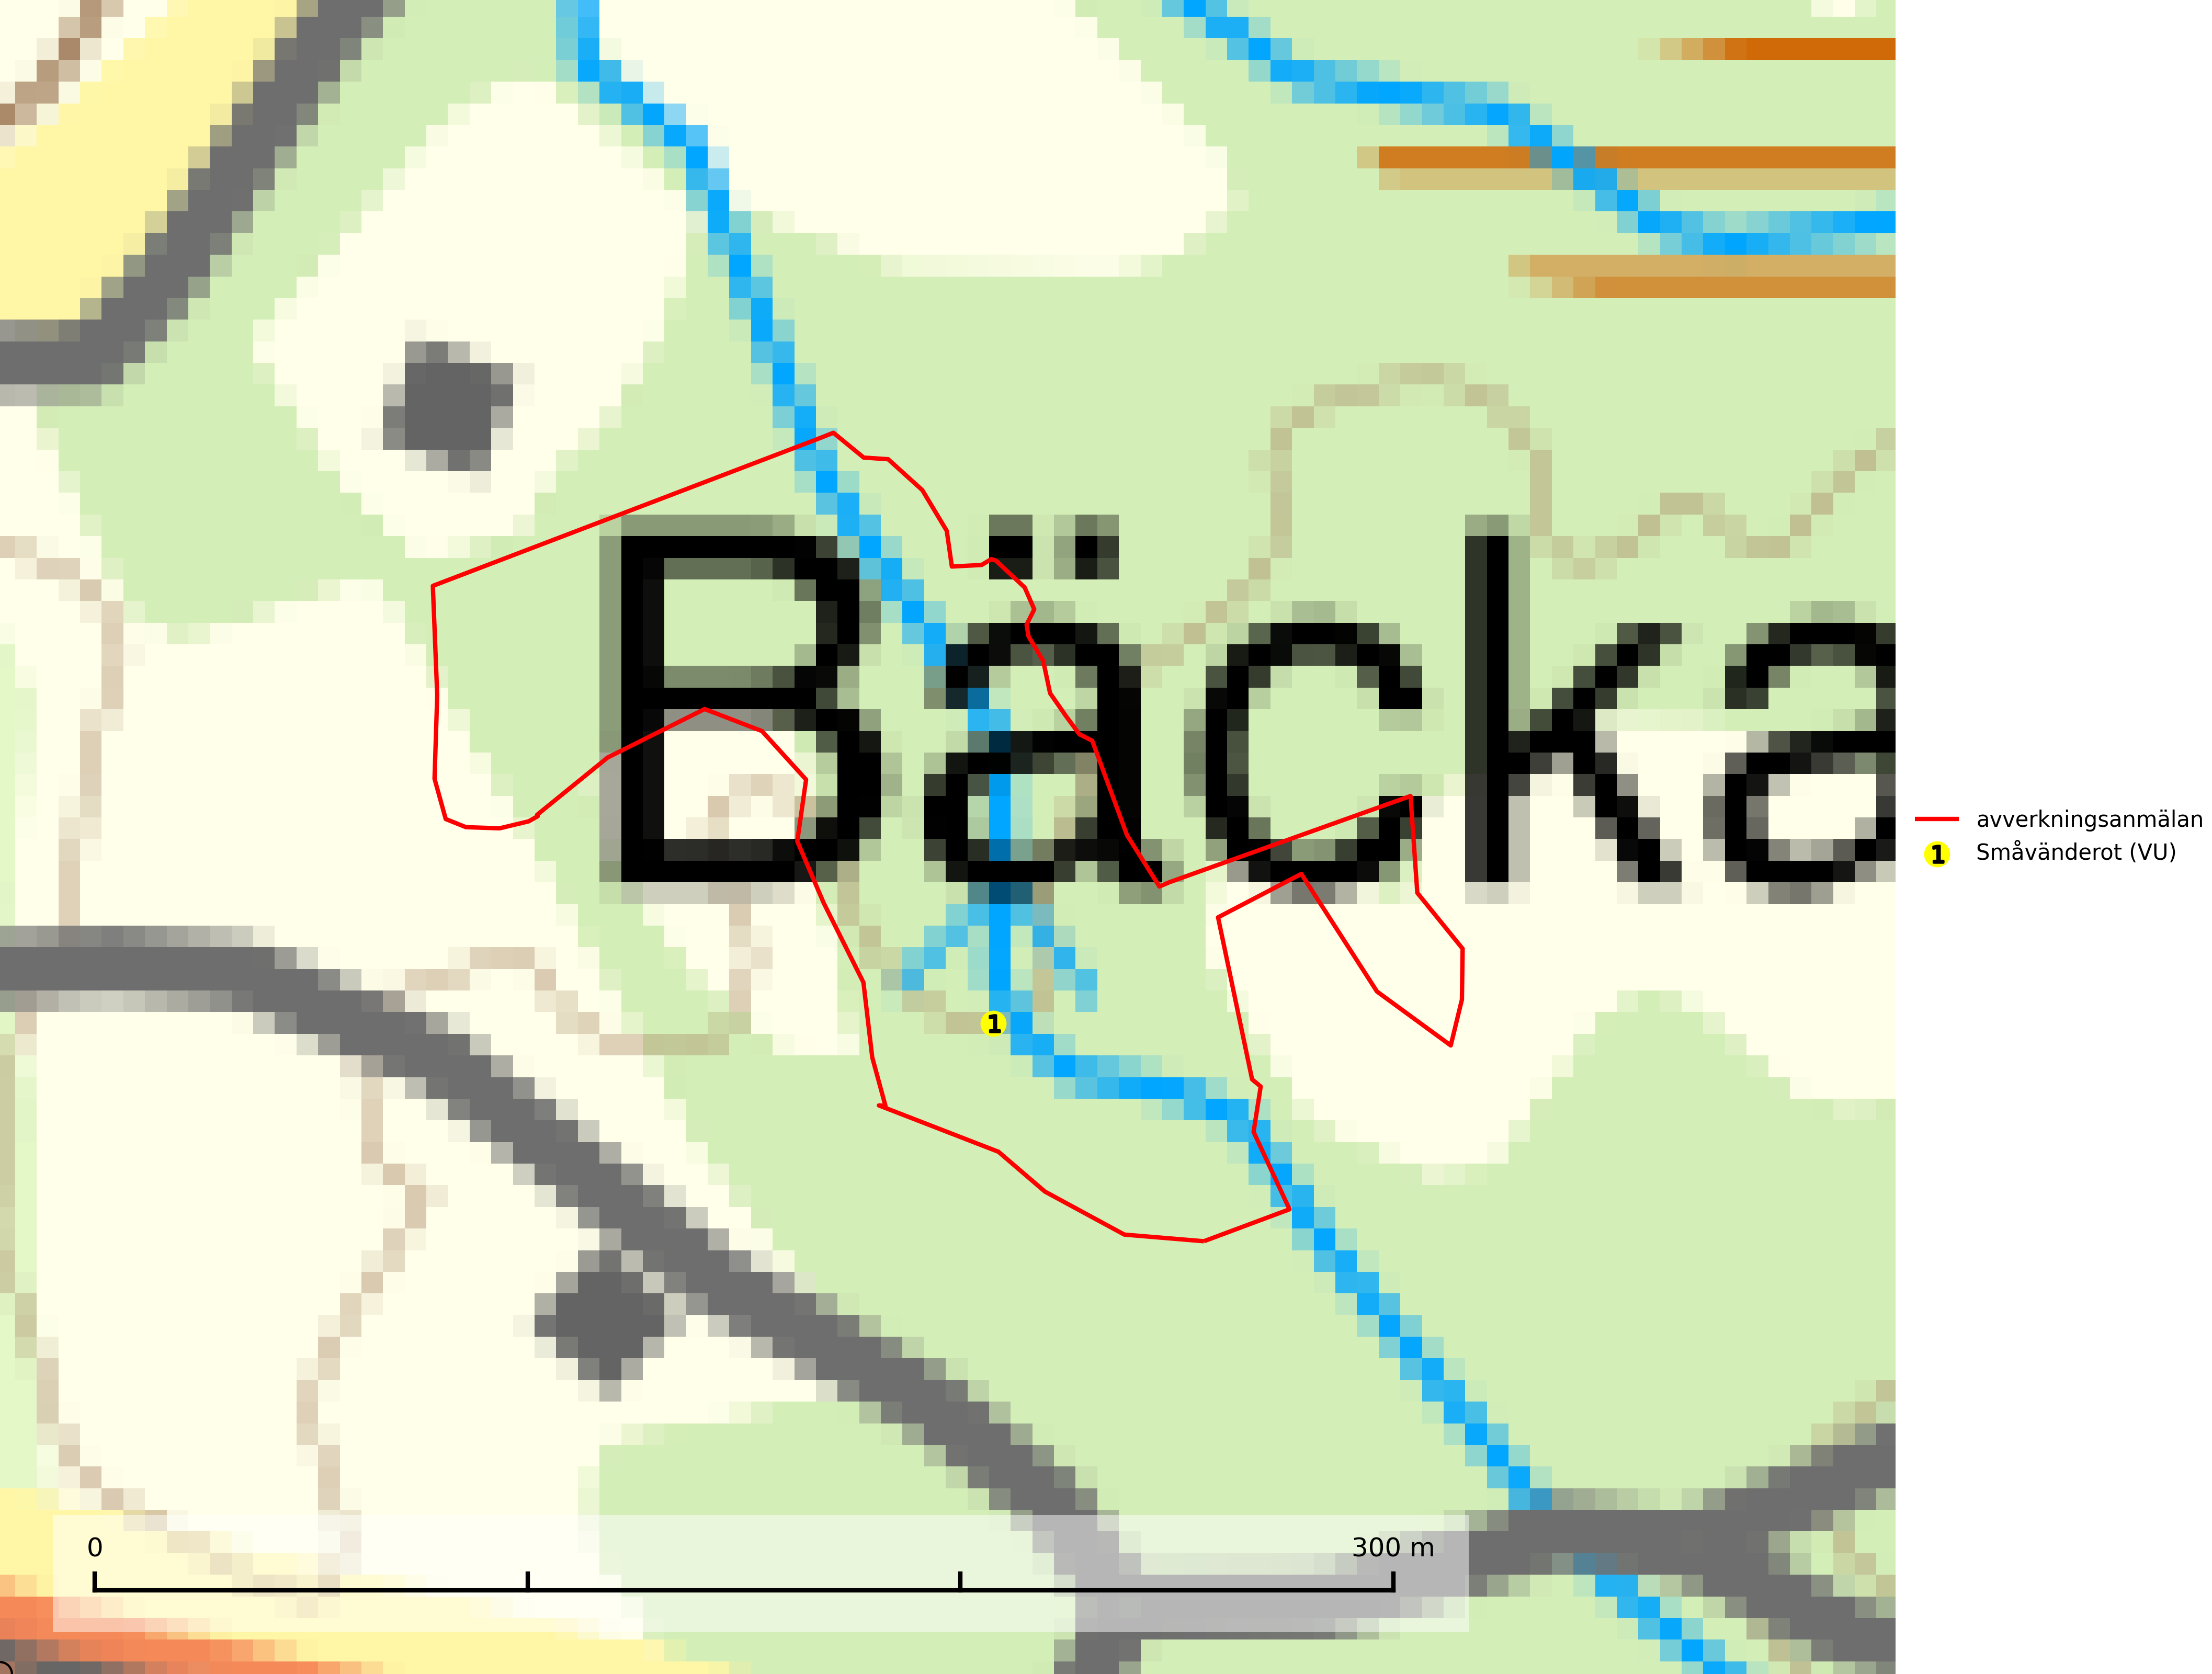 Bäcka
1
avverkningsanmälan
1 Småvänderot (VU)
0 300 m